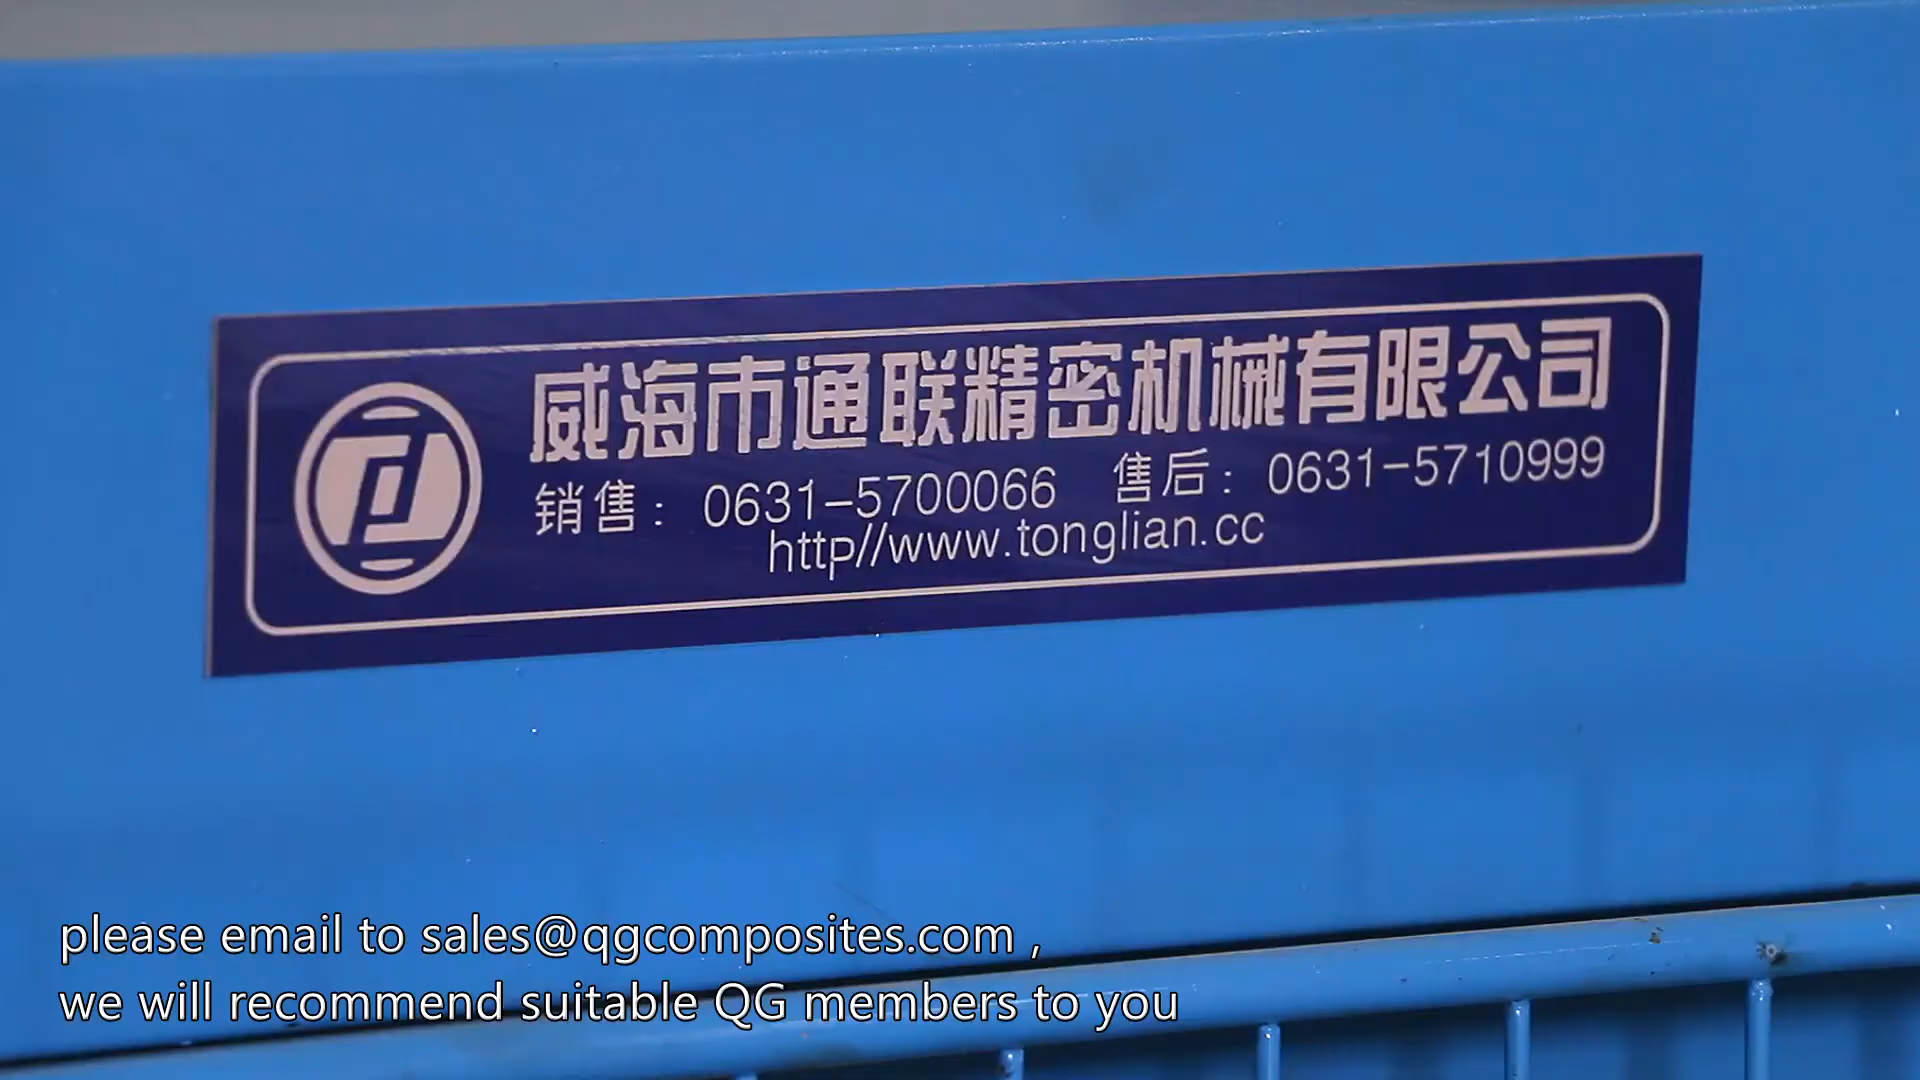 威海市通联精密机械有限公司
销售： 0631-5700066 售后： 0631-5710999
http//www.tonglian.cc
please email to sales@qgcomposites.com ,
we will recommend suitable QG members to you